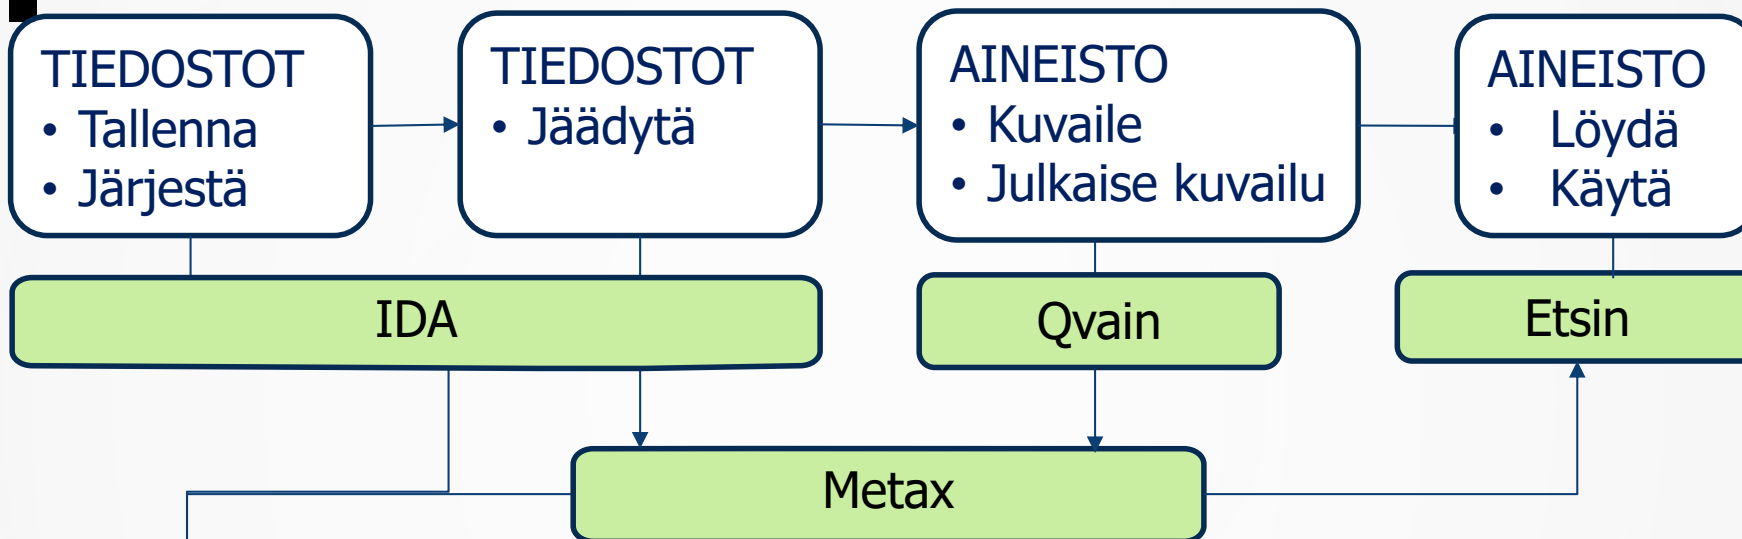 TIEDOSTOT
• Tallenna
• Järjestä
TIEDOSTOT
• Jäädytä
AINEISTO
• Kuvaile
• Julkaise kuvailu
AINEISTO
• Löydä
• Käytä
IDA
Qvain
Etsin
Metax